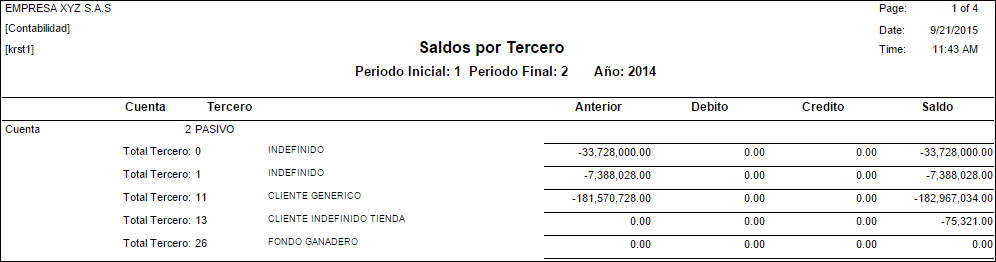 EMPRESA XYZ S.A.S Page: 1 of 4
[Contabilidad] Date: 9/21/2015
[krst1] Time: 11:43 AM
Saldos por Tercero
Periodo Inicial: 1 Periodo Final: 2 Año: 2014
Cuenta Tercero Anterior Debito Credito Saldo
Cuenta 2 PASIVO
Total Tercero: 0 INDEFINIDO -33,728,000.00 0.00 0.00 -33,728,000.00
Total Tercero: 1 INDEFINIDO -7,388,028.00 0.00 0.00 -7,388,028.00
Total Tercero: 11 CLIENTE GENERICO -181,570,728.00 0.00 0.00 -182,967,034.00
Total Tercero: 13 CLIENTE INDEFINIDO TIENDA 0.00 0.00 0.00 -75,321.00
Total Tercero: 26 FONDO GANADERO 0.00 0.00 0.00 0.00